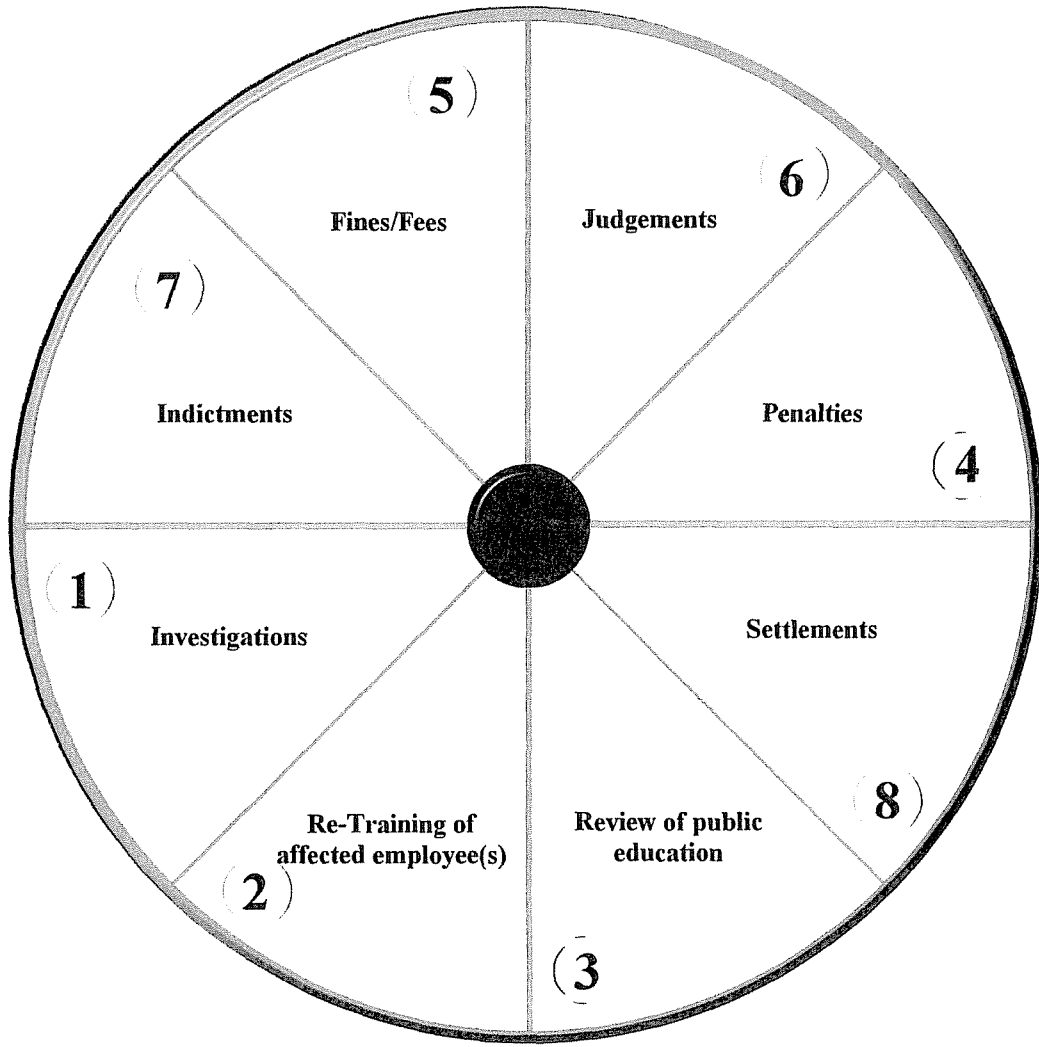 (5)
(6)
Fines/Fees
Judgements
(7)
Indictments
Penalties
(4)
(1)
Investigations
Settlements
(8)
Re-Training of
affected employee(s)
Review of public
education
(2)
(3)